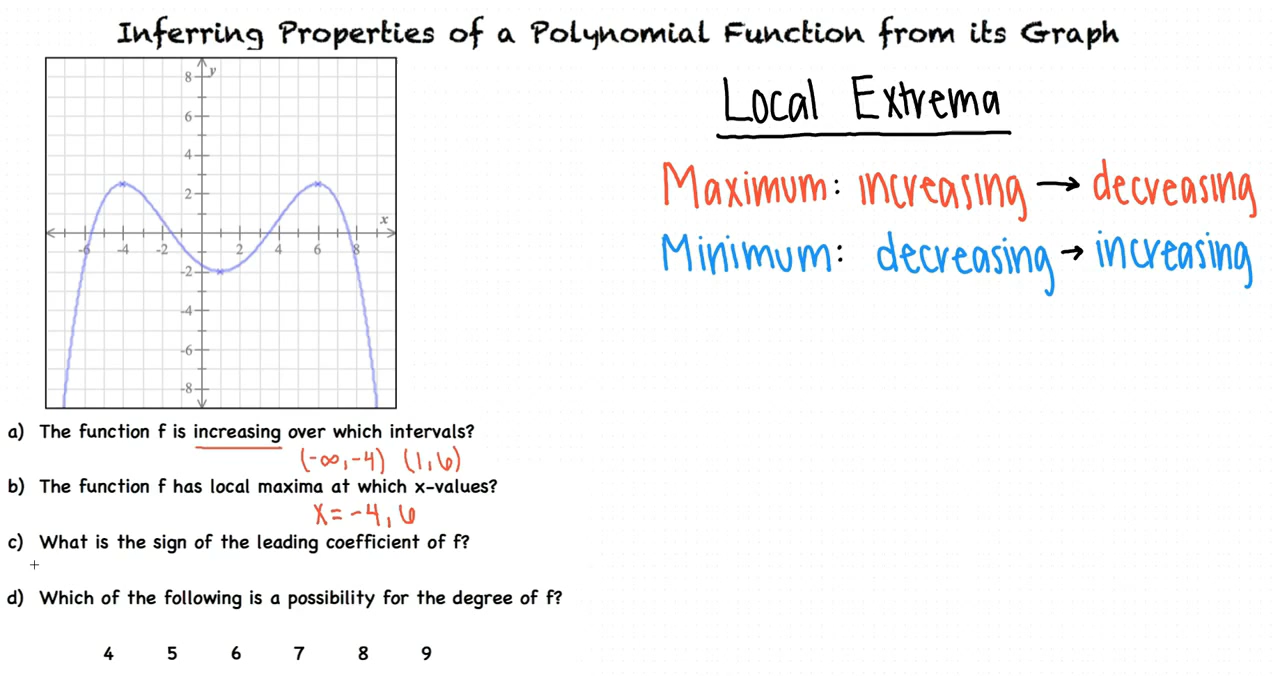 Inferring Properties of a Polynomial Function from its Graph
Local Extrema
Maximum: increasing → decreasing
Minimum: decreasing → increasing
y
8
6
4
2
x
-6 -4 -2 2 4 6 8
-2
-4
-6
-8
a) The function f is increasing over which intervals?
(-∞,-4) (1,6)
b) The function f has local maxima at which x-values?
x = -4, 6
c) What is the sign of the leading coefficient of f?
d) Which of the following is a possibility for the degree of f?
4 5 6 7 8 9